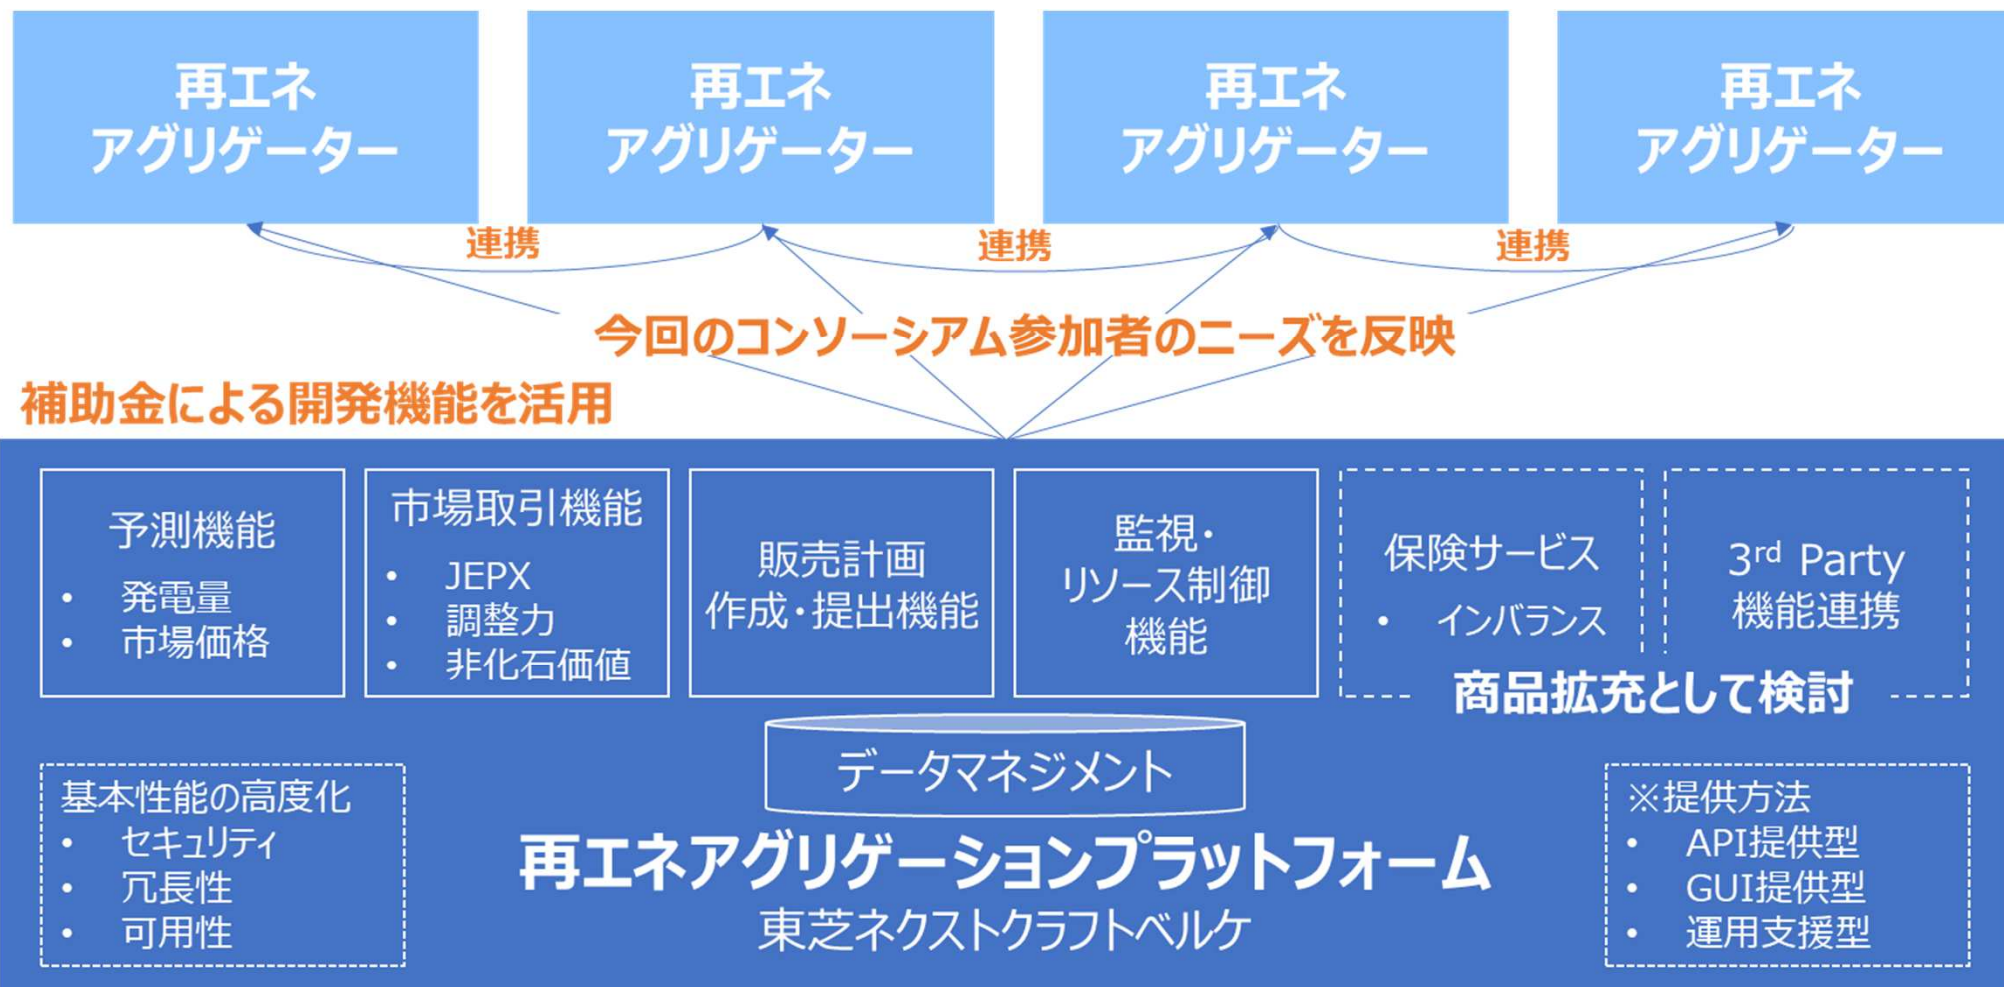 再エネ
アグリゲーター
再エネ
アグリゲーター
再エネ
アグリゲーター
再エネ
アグリゲーター
連携
連携
連携
今回のコンソーシアム参加者のニーズを反映
補助金による開発機能を活用
予測機能
• 発電量
• 市場価格
市場取引機能
• JEPX
• 調整力
• 非化石価値
販売計画
作成・提出機能
監視・
リソース制御
機能
保険サービス
• インバランス
3rd Party
機能連携
商品拡充として検討
データマネジメント
基本性能の高度化
• セキュリティ
• 冗長性
• 可用性
再エネアグリゲーションプラットフォーム
東芝ネクストクラフトベルケ
※提供方法
• API提供型
• GUI提供型
• 運用支援型